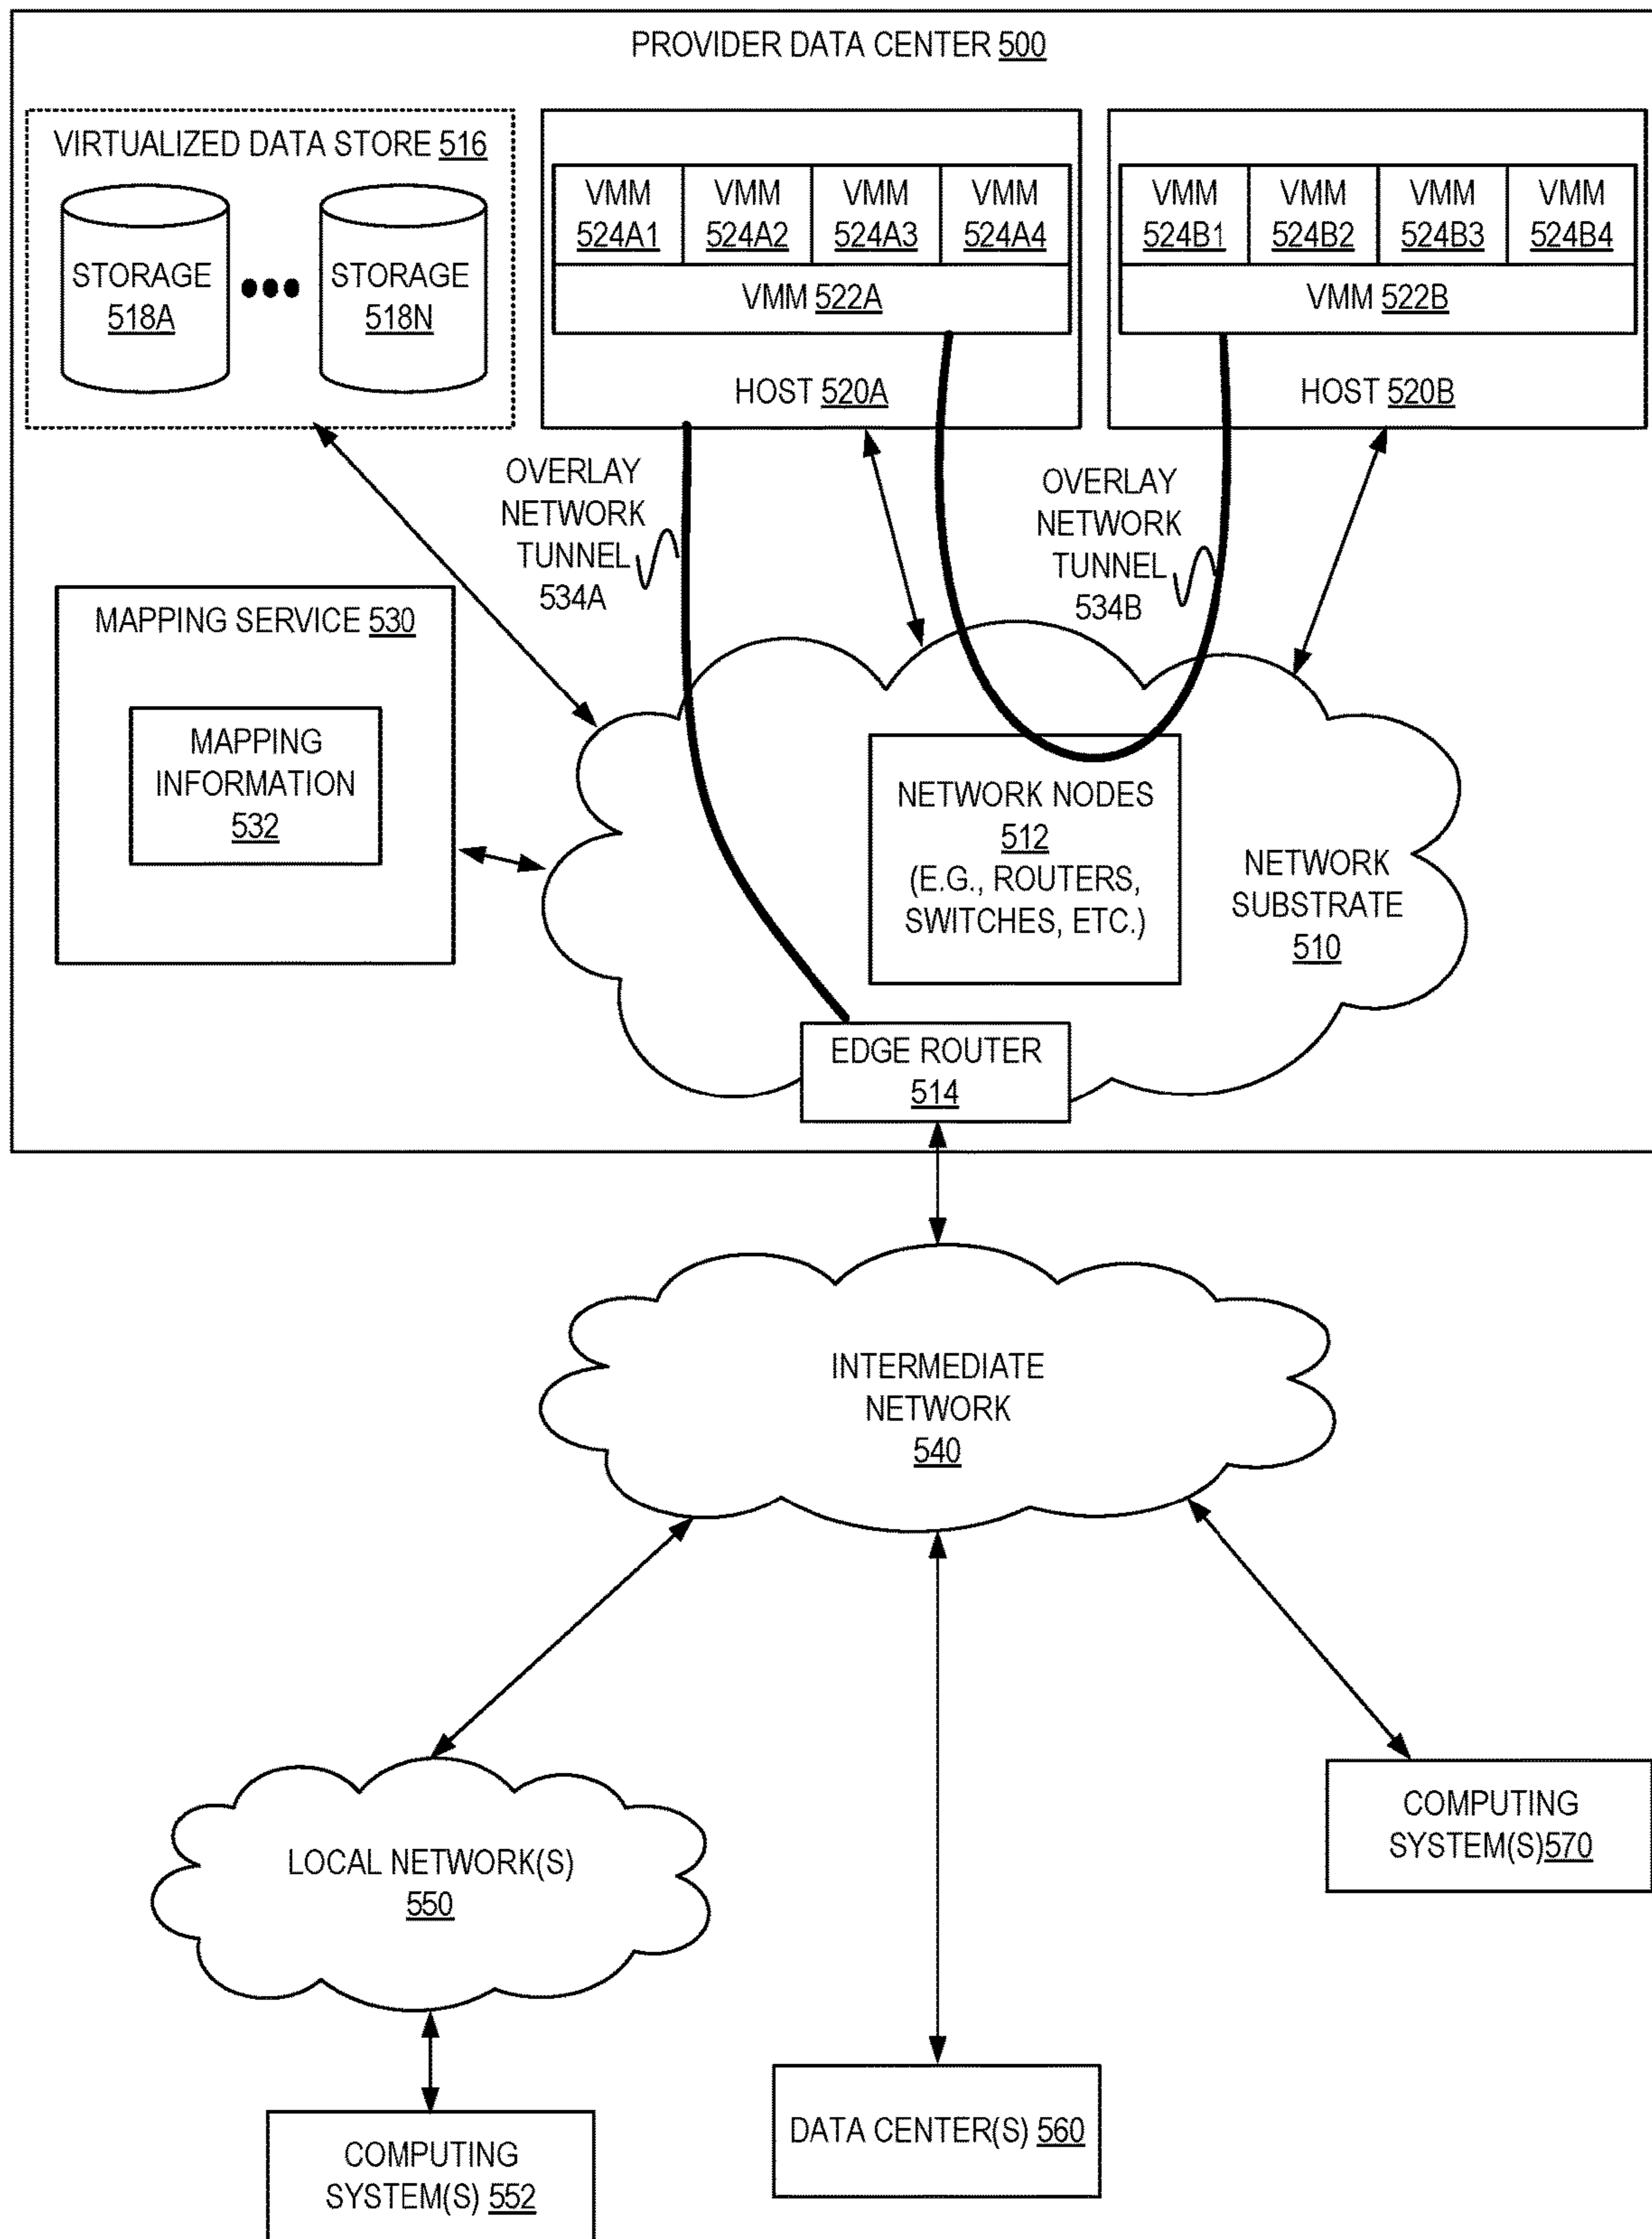 PROVIDER DATA CENTER 500
VIRTUALIZED DATA STORE 516
STORAGE
518A
STORAGE
518N
VMM
524A1
VMM
524A2
VMM
524A3
VMM
524A4
VMM 522A
HOST 520A
VMM
524B1
VMM
524B2
VMM
524B3
VMM
524B4
VMM 522B
HOST 520B
OVERLAY
NETWORK
TUNNEL
534A
OVERLAY
NETWORK
TUNNEL
534B
MAPPING SERVICE 530
MAPPING
INFORMATION
532
NETWORK NODES
512
(E.G., ROUTERS,
SWITCHES, ETC.)
NETWORK
SUBSTRATE
510
EDGE ROUTER
514
INTERMEDIATE
NETWORK
540
LOCAL NETWORK(S)
550
COMPUTING
SYSTEM(S)570
DATA CENTER(S) 560
COMPUTING
SYSTEM(S) 552